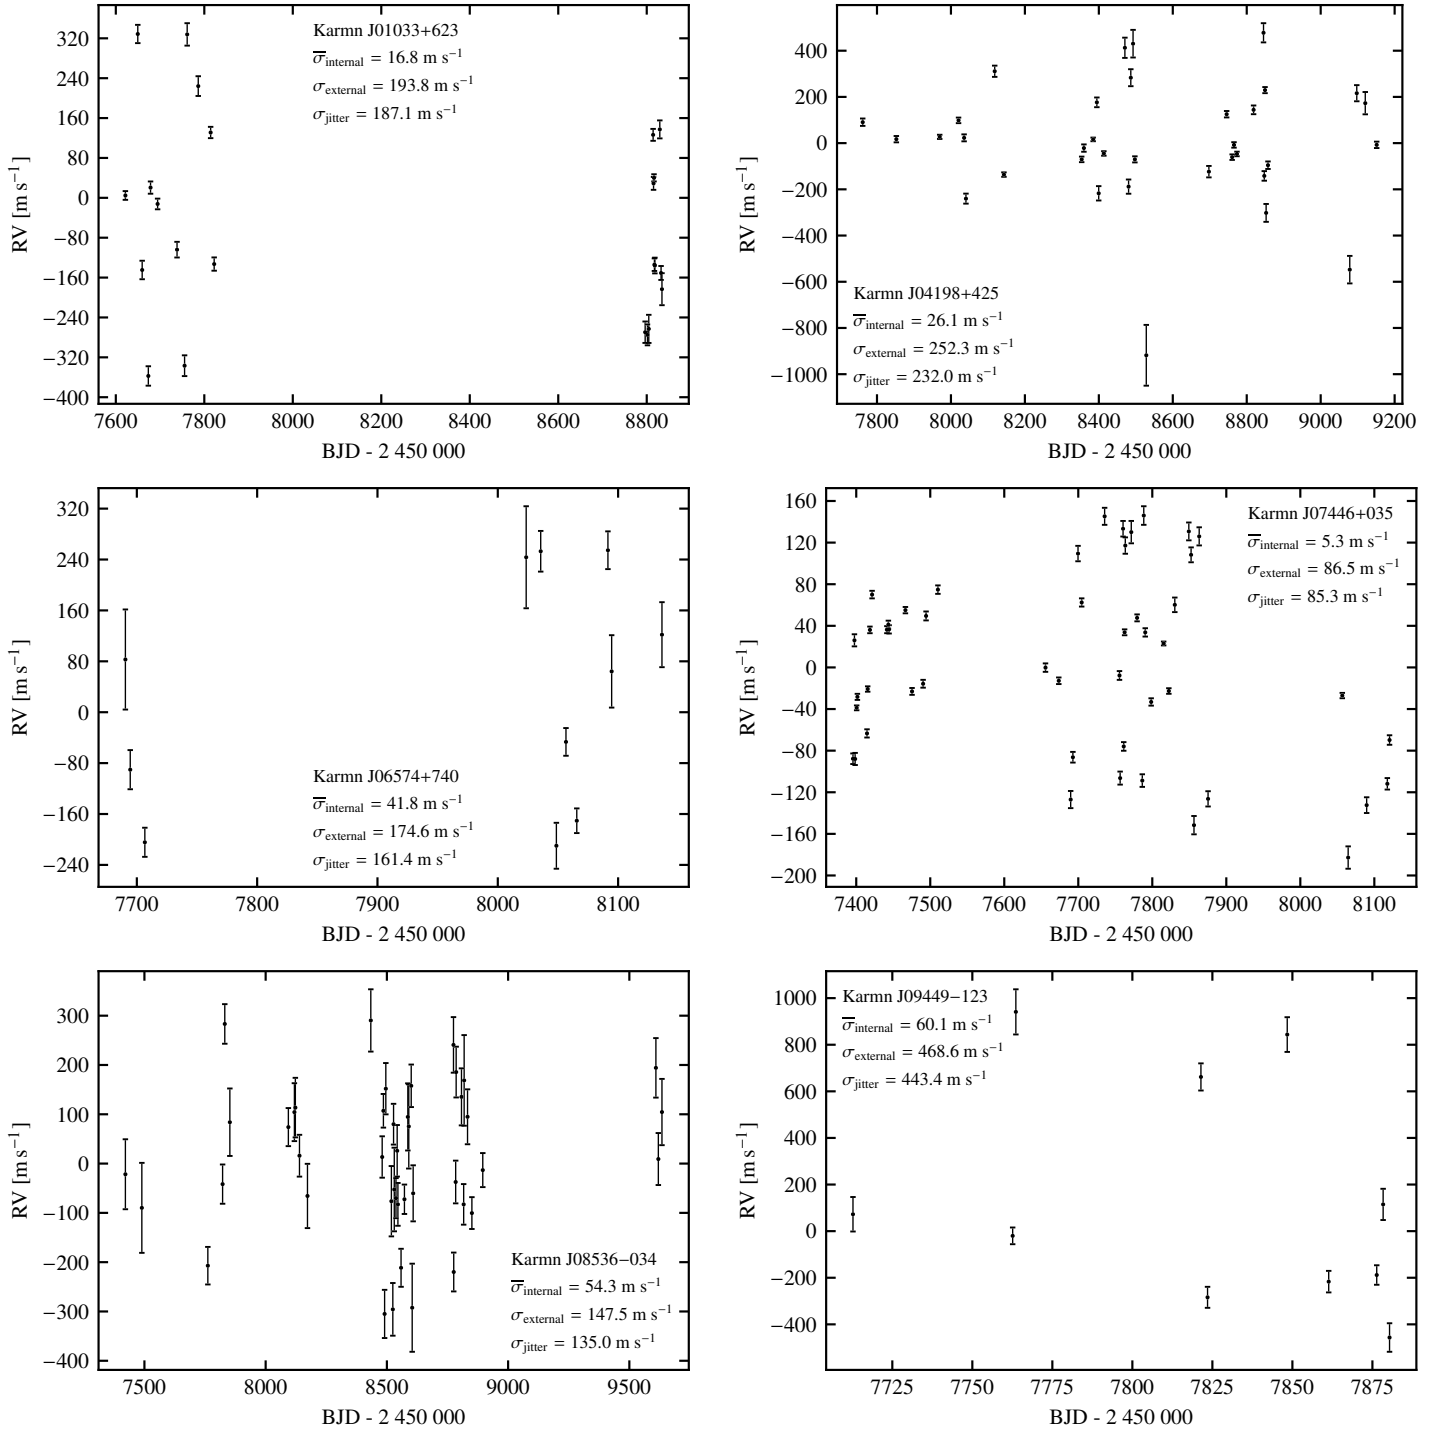 320
240
160
80
0
−80
−160
−240
−320
−400
RV [m s−1]
Karmn J01033+623
σinternal = 16.8 m s−1
σexternal = 193.8 m s−1
σjitter = 187.1 m s−1
7600 7800 8000 8200 8400 8600 8800
BJD - 2 450 000
400
200
0
−200
−400
−600
−800
−1000
RV [m s−1]
Karmn J04198+425
σinternal = 26.1 m s−1
σexternal = 252.3 m s−1
σjitter = 232.0 m s−1
7800 8000 8200 8400 8600 8800 9000 9200
BJD - 2 450 000
320
240
160
80
0
−80
−160
−240
RV [m s−1]
Karmn J06574+740
σinternal = 41.8 m s−1
σexternal = 174.6 m s−1
σjitter = 161.4 m s−1
7700 7800 7900 8000 8100
BJD - 2 450 000
160
120
80
40
0
−40
−80
−120
−160
−200
RV [m s−1]
Karmn J07446+035
σinternal = 5.3 m s−1
σexternal = 86.5 m s−1
σjitter = 85.3 m s−1
7400 7500 7600 7700 7800 7900 8000 8100
BJD - 2 450 000
300
200
100
0
−100
−200
−300
−400
RV [m s−1]
Karmn J08536−034
σinternal = 54.3 m s−1
σexternal = 147.5 m s−1
σjitter = 135.0 m s−1
7500 8000 8500 9000 9500
BJD - 2 450 000
1000
800
600
400
200
0
−200
−400
RV [m s−1]
Karmn J09449−123
σinternal = 60.1 m s−1
σexternal = 468.6 m s−1
σjitter = 443.4 m s−1
7725 7750 7775 7800 7825 7850 7875
BJD - 2 450 000